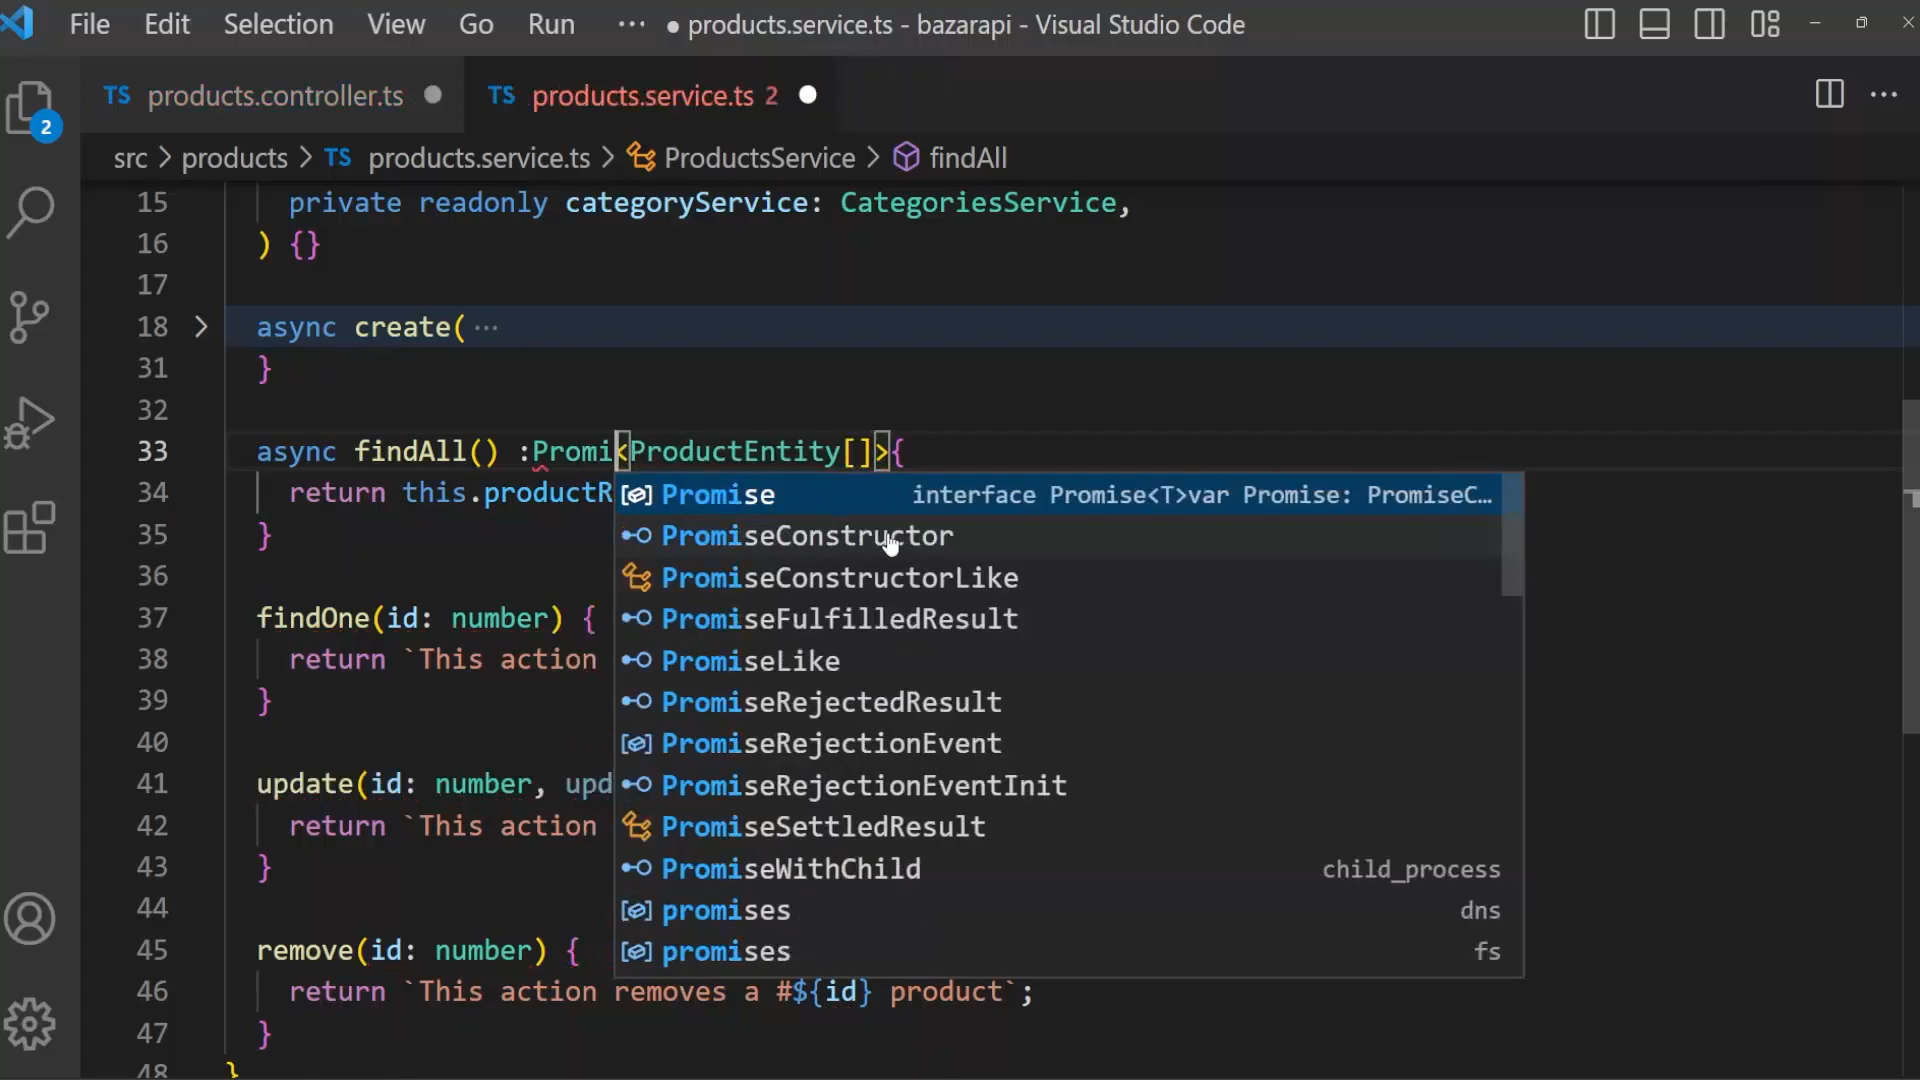 File Edit Selection View Go Run ··· ● products.service.ts - bazarapi - Visual Studio Code
TS products.controller.ts ● TS products.service.ts 2 ●
2
src > products > TS products.service.ts > ProductsService > findAll
15 private readonly categoryService: CategoriesService,
16 ) {}
17
18 > async create( ···
31 }
32
33 async findAll() :Promi<ProductEntity[]>{
34 return this.productR
35 }
36
37 findOne(id: number) {
38 return `This action
39 }
40
41 update(id: number, upd
42 return `This action
43 }
44
45 remove(id: number) {
46 return `This action removes a #${id} product`;
47 }
48 }
Promise interface Promise<T>var Promise: PromiseC…
PromiseConstructor
PromiseConstructorLike
PromiseFulfilledResult
PromiseLike
PromiseRejectedResult
PromiseRejectionEvent
PromiseRejectionEventInit
PromiseSettledResult
PromiseWithChild child_process
promises dns
promises fs